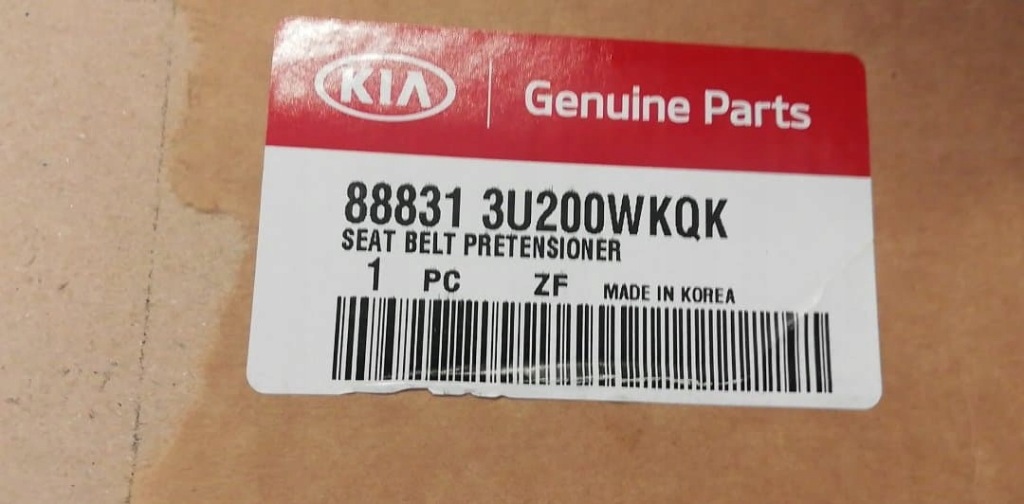 KIA Genuine Parts
88831 3U200WKQK
SEAT BELT PRETENSIONER
1 PC ZF MADE IN KOREA